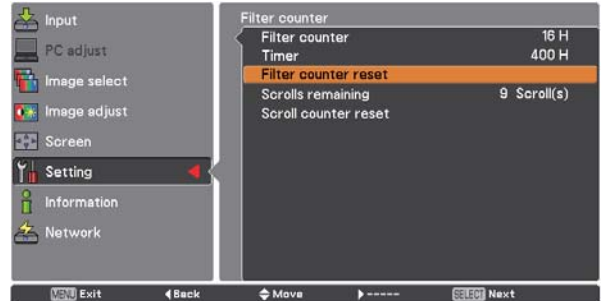 Input
PC adjust
Image select
Image adjust
Screen
Setting
Information
Network
Filter counter
Filter counter 16 H
Timer 400 H
Filter counter reset
Scrolls remaining 9 Scroll(s)
Scroll counter reset
MENU Exit Back Move ----- SELECT Next